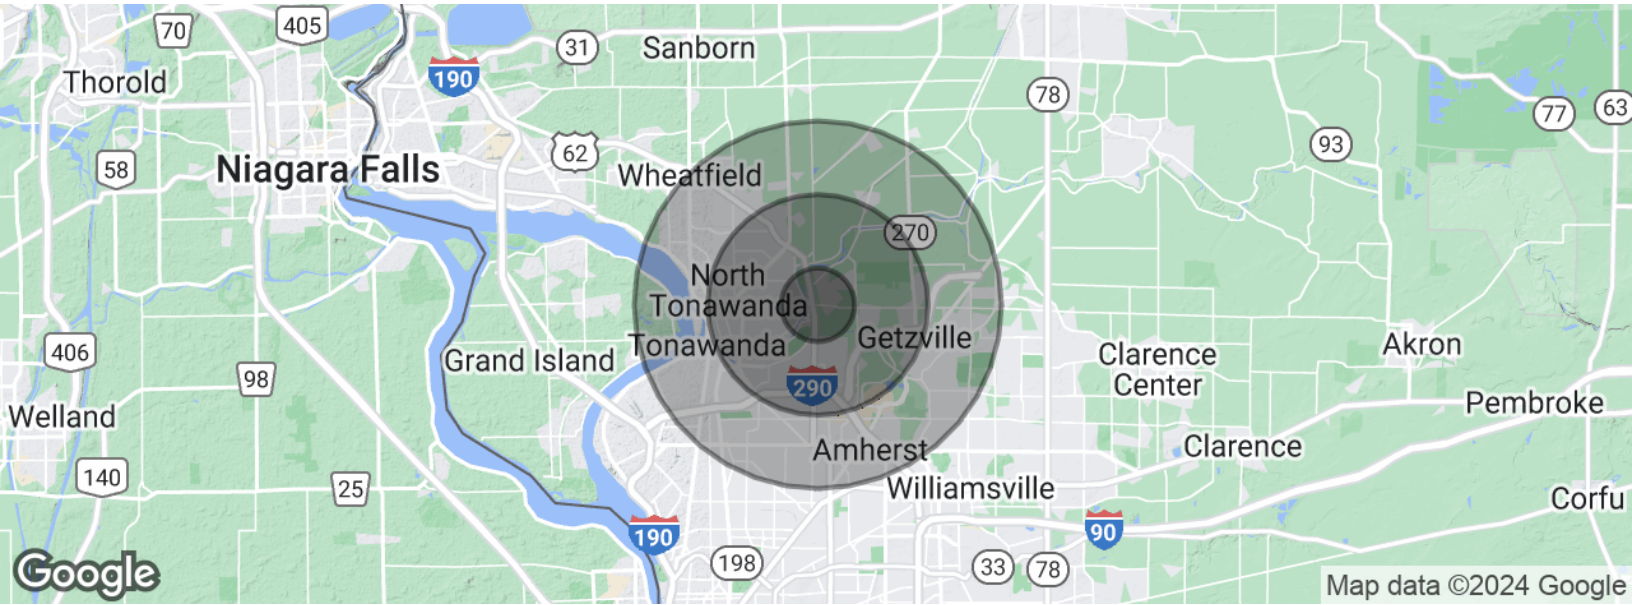 70
405
31
Sanborn
Thorold
190
78
77
63
62
93
58
Niagara Falls
Wheatfield
270
North
Tonawanda
Tonawanda
Getzville
406
Grand Island
Clarence
Center
Akron
98
290
Welland
Pembroke
Amherst
Clarence
140
25
Williamsville
Corfu
190
90
198
33
78
Google
Map data ©2024 Google